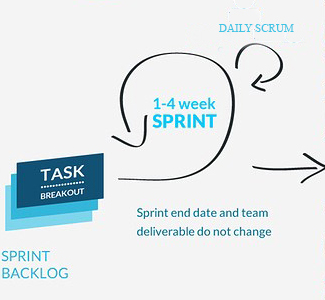 DAILY SCRUM
1-4 week
SPRINT
TASK
BREAKOUT
Sprint end date and team
deliverable do not change
SPRINT
BACKLOG